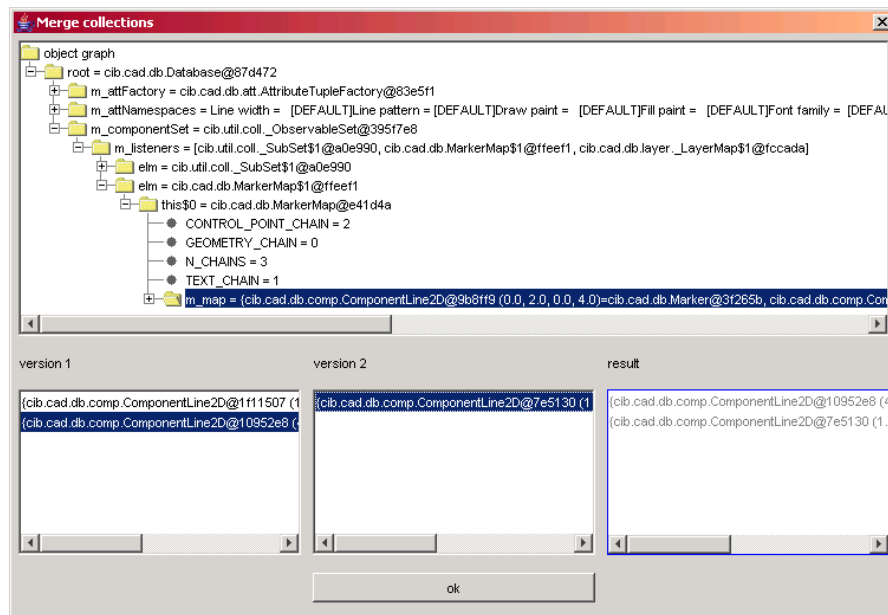 Merge collections
object graph
root = cib.cad.db.Database@87d472
m_attFactory = cib.cad.db.att.AttributeTupleFactory@83e5f1
m_attNamespaces = Line width = [DEFAULT]Line pattern = [DEFAULT]Draw paint = [DEFAULT]Fill paint = [DEFAULT]Font family = [DEFAU
m_componentSet = cib.util.coll._ObservableSet@395f7e8
m_listeners = [cib.util.coll._SubSet$1@a0e990, cib.cad.db.MarkerMap$1@ffeef1, cib.cad.db.layer._LayerMap$1@fccada]
elm = cib.util.coll._SubSet$1@a0e990
elm = cib.cad.db.MarkerMap$1@ffeef1
this$0 = cib.cad.db.MarkerMap@e41d4a
CONTROL_POINT_CHAIN = 2
GEOMETRY_CHAIN = 0
N_CHAINS = 3
TEXT_CHAIN = 1
m_map = {cib.cad.db.comp.ComponentLine2D@9b8ff9 (0.0, 2.0, 0.0, 4.0)=cib.cad.db.Marker@3f265b, cib.cad.db.comp.Com
version 1 version 2 result
{cib.cad.db.comp.ComponentLine2D@1f11507 (1 {cib.cad.db.comp.ComponentLine2D@7e5130 (1 {cib.cad.db.comp.ComponentLine2D@10952e8 (4
{cib.cad.db.comp.ComponentLine2D@10952e8 (4 {cib.cad.db.comp.ComponentLine2D@7e5130 (1.
ok